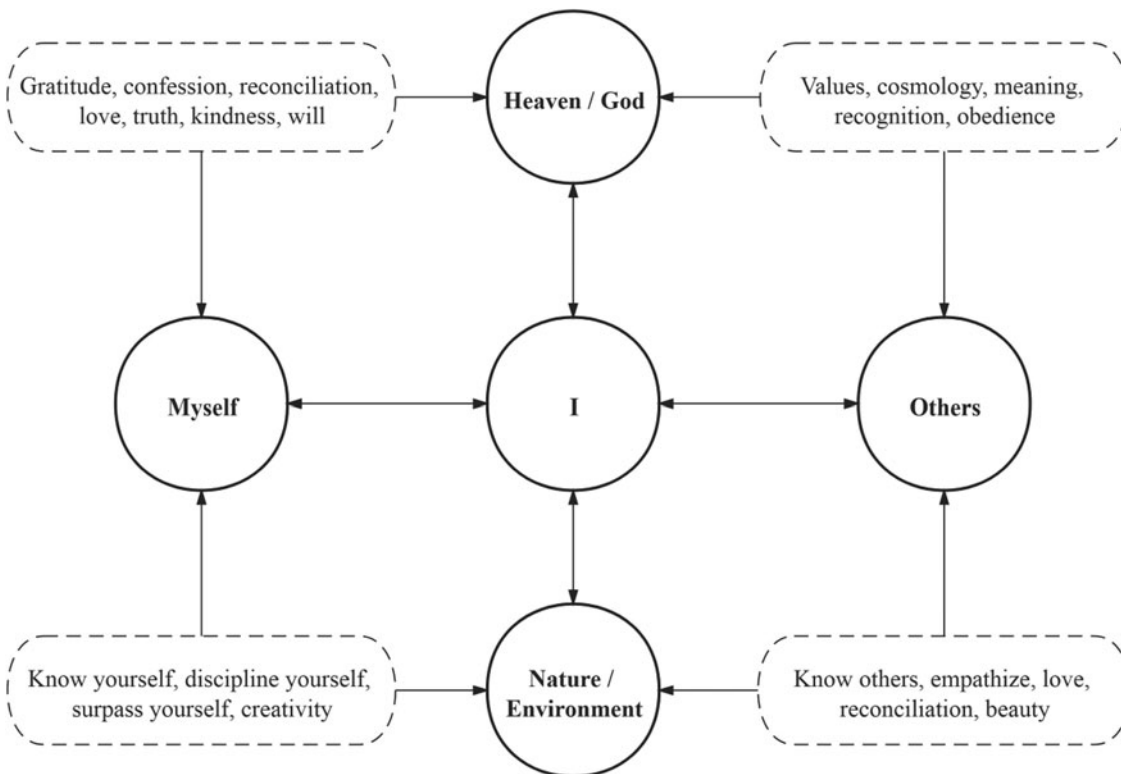 Gratitude, confession, reconciliation,
love, truth, kindness, will
Heaven / God
Values, cosmology, meaning,
recognition, obedience
Myself
I
Others
Know yourself, discipline yourself,
surpass yourself, creativity
Nature /
Environment
Know others, empathize, love,
reconciliation, beauty